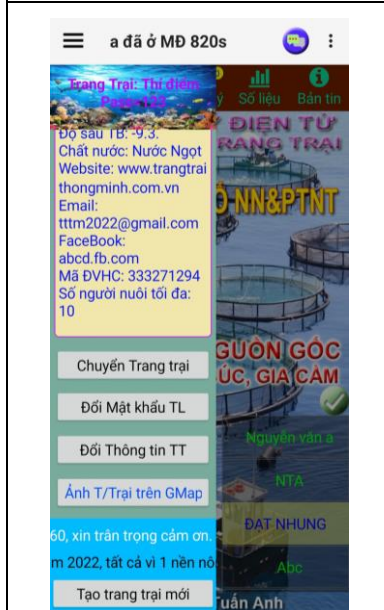 a đã ở MĐ 820s
Trang Trại: Thí điểm
Số liệu
Bản tin
Độ sâu TB: -9.3.
Chất nước: Nước Ngọt
Website: www.trangtrai
thongminh.com.vn
Email:
tttm2022@gmail.com
FaceBook:
abcd.fb.com
Mã ĐVHC: 333271294
Số người nuôi tối đa:
10
ĐIỆN TỬ
RANG TRẠI
NN&PTNT
GUỒN GỐC
ÚC, GIA CẦM
Chuyển Trang trại
Đổi Mật khẩu TL
Đổi Thông tin TT
Ảnh T/Trại trên GMap
Nguyễn văn a
NTA
ĐẠT NHUNG
Abc
60, xin trân trọng cảm ơn.
m 2022, tất cả vì 1 nền nô
Tạo trang trại mới
Tuấn Anh